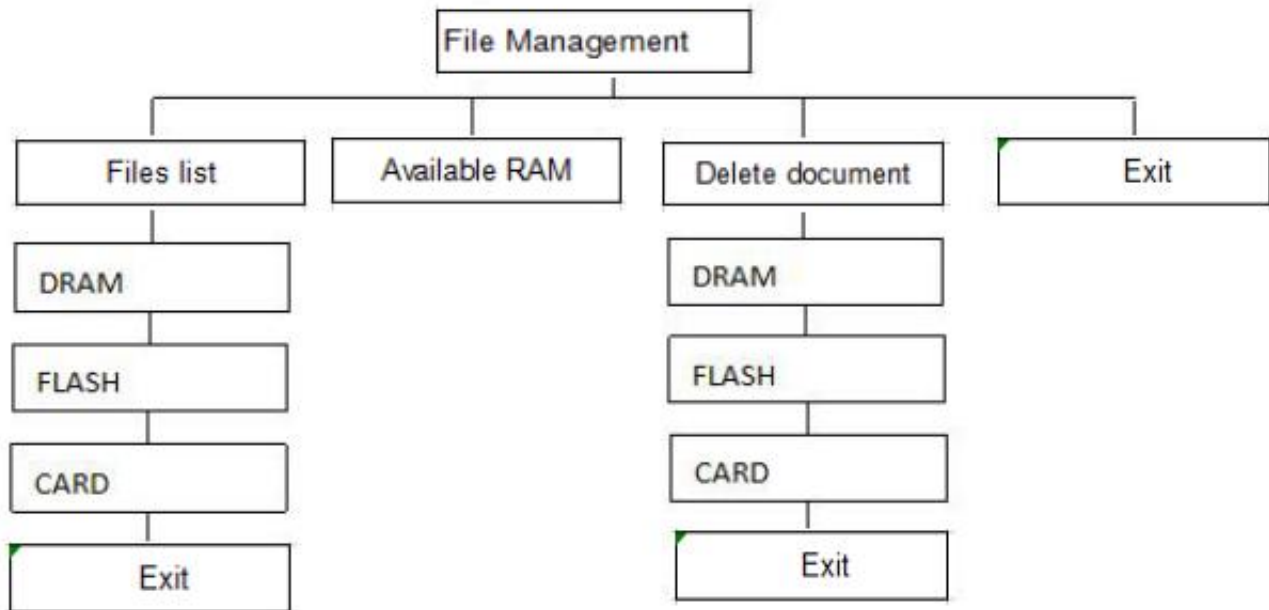 File Management
Files list
Available RAM
Delete document
Exit
DRAM
FLASH
CARD
Exit
DRAM
FLASH
CARD
Exit